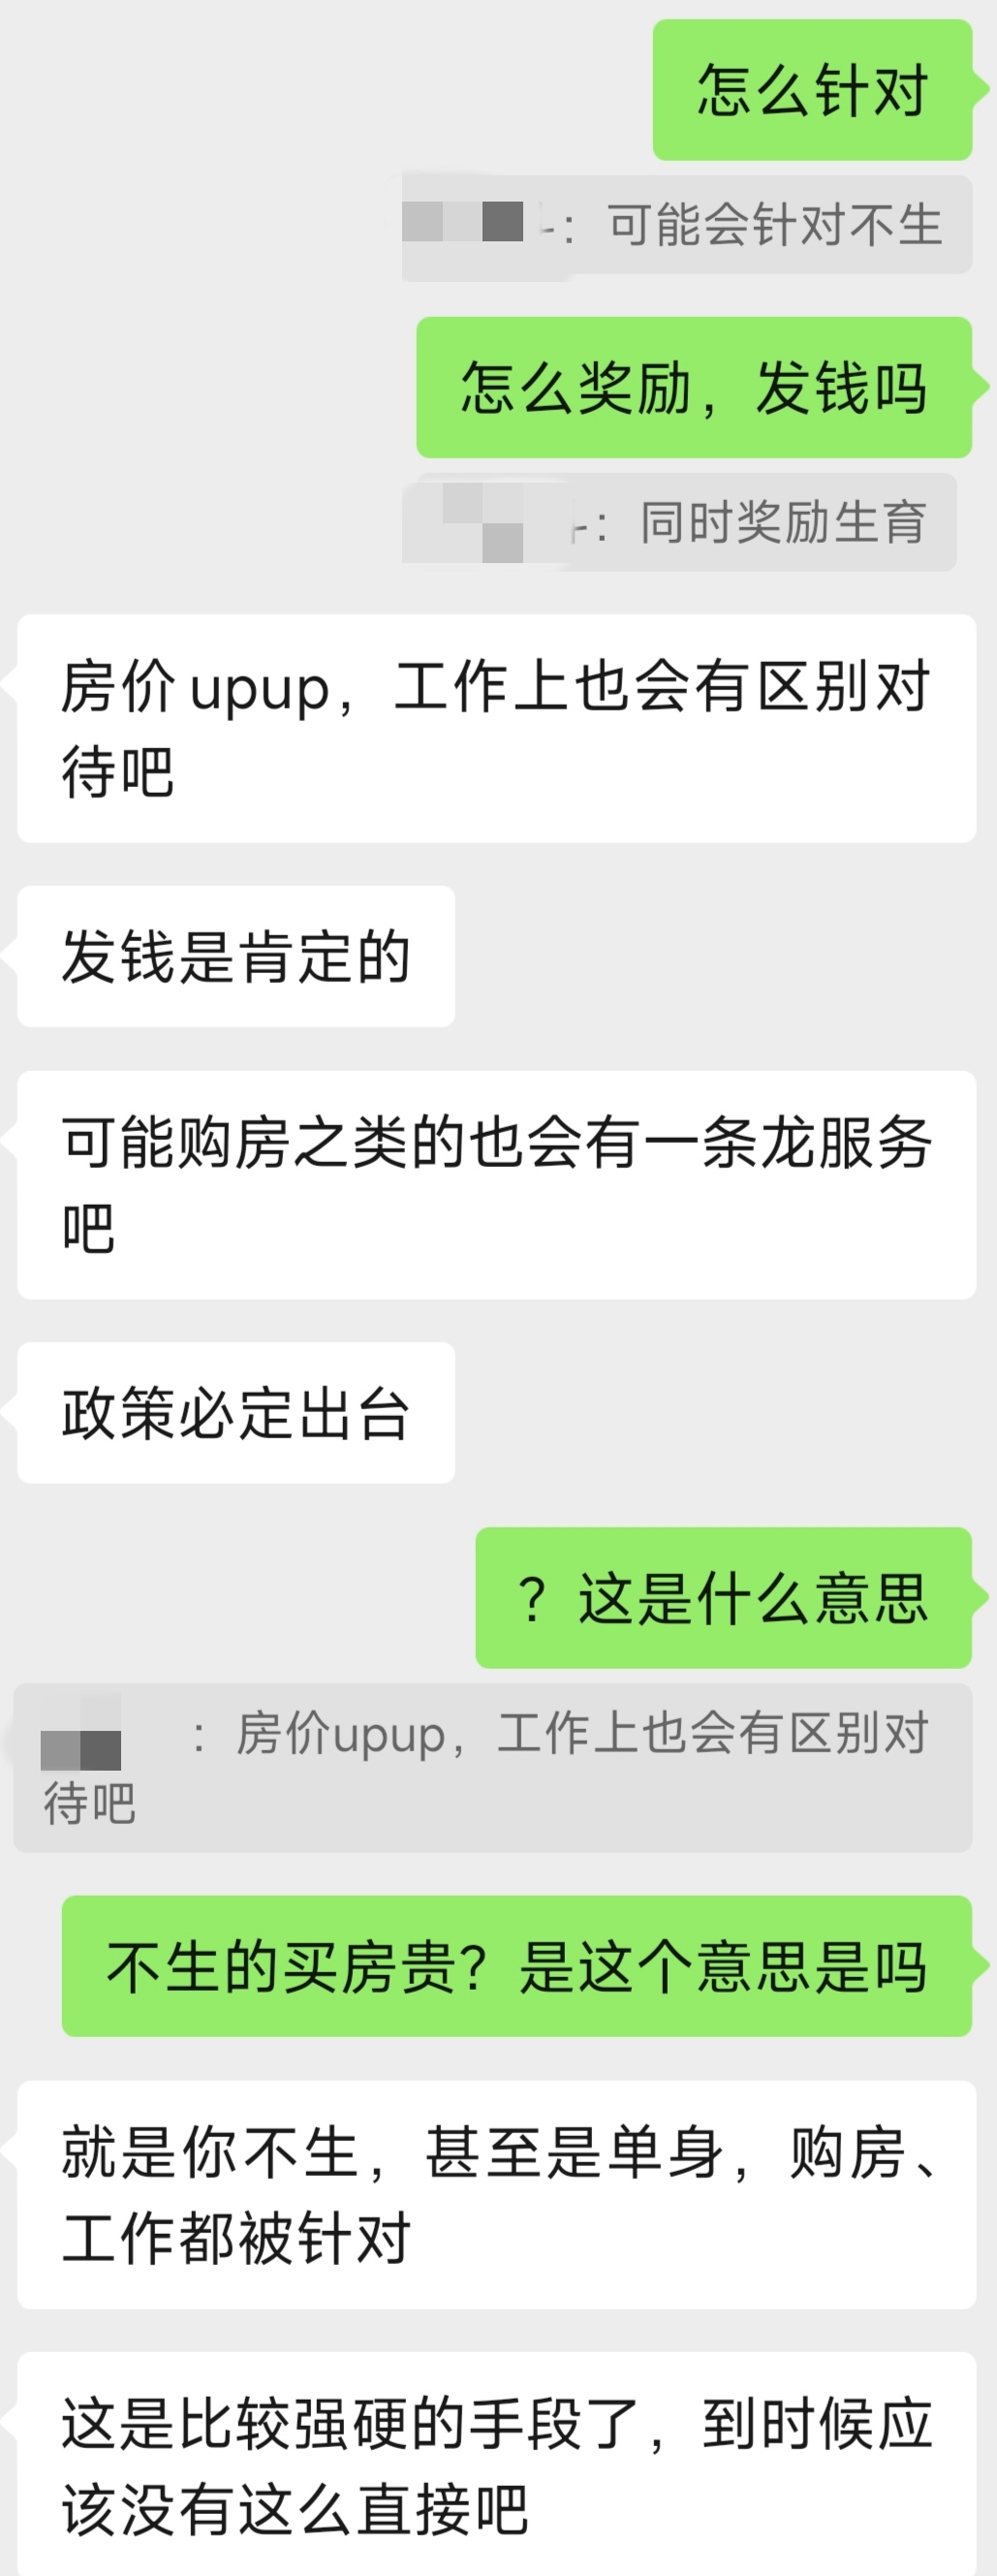 怎么针对
：可能会针对不生
怎么奖励，发钱吗
：同时奖励生育
房价upup，工作上也会有区别对
待吧
发钱是肯定的
可能购房之类的也会有一条龙服务
吧
政策必定出台
？这是什么意思
：房价upup，工作上也会有区别对
待吧
不生的买房贵？是这个意思是吗
就是你不生，甚至是单身，购房、
工作都被针对
这是比较强硬的手段了，到时候应
该没有这么直接吧